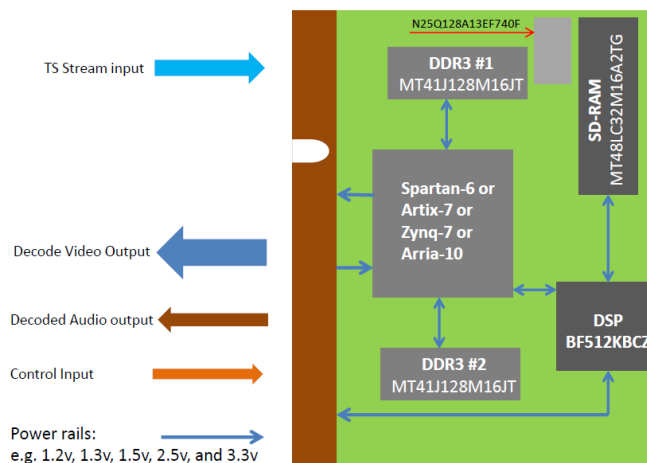 N25Q128A13EF740F
TS Stream input
DDR3 #1
MT41J128M16JT
SD-RAM
MT48LC32M16A2TG
Spartan-6 or
Artix-7 or
Zynq-7 or
Arria-10
Decode Video Output
Decoded Audio output
DSP
BF512KBCZ
DDR3 #2
MT41J128M16JT
Control Input
Power rails:
e.g. 1.2v, 1.3v, 1.5v, 2.5v, and 3.3v